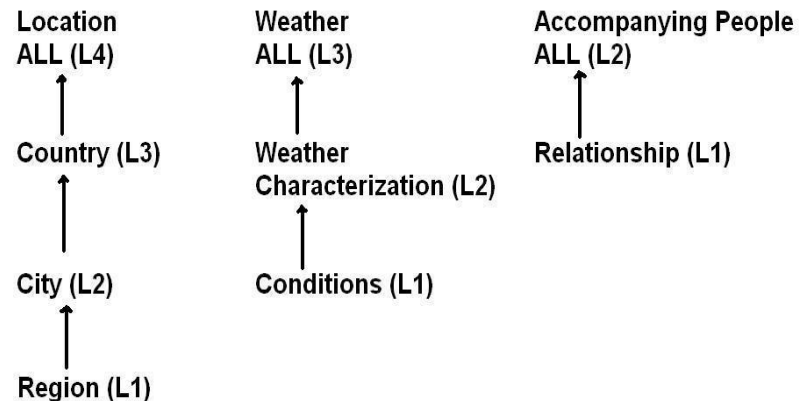 Location
ALL (L4)
Country (L3)
City (L2)
Region (L1)
Weather
ALL (L3)
Weather
Characterization (L2)
Conditions (L1)
Accompanying People
ALL (L2)
Relationship (L1)